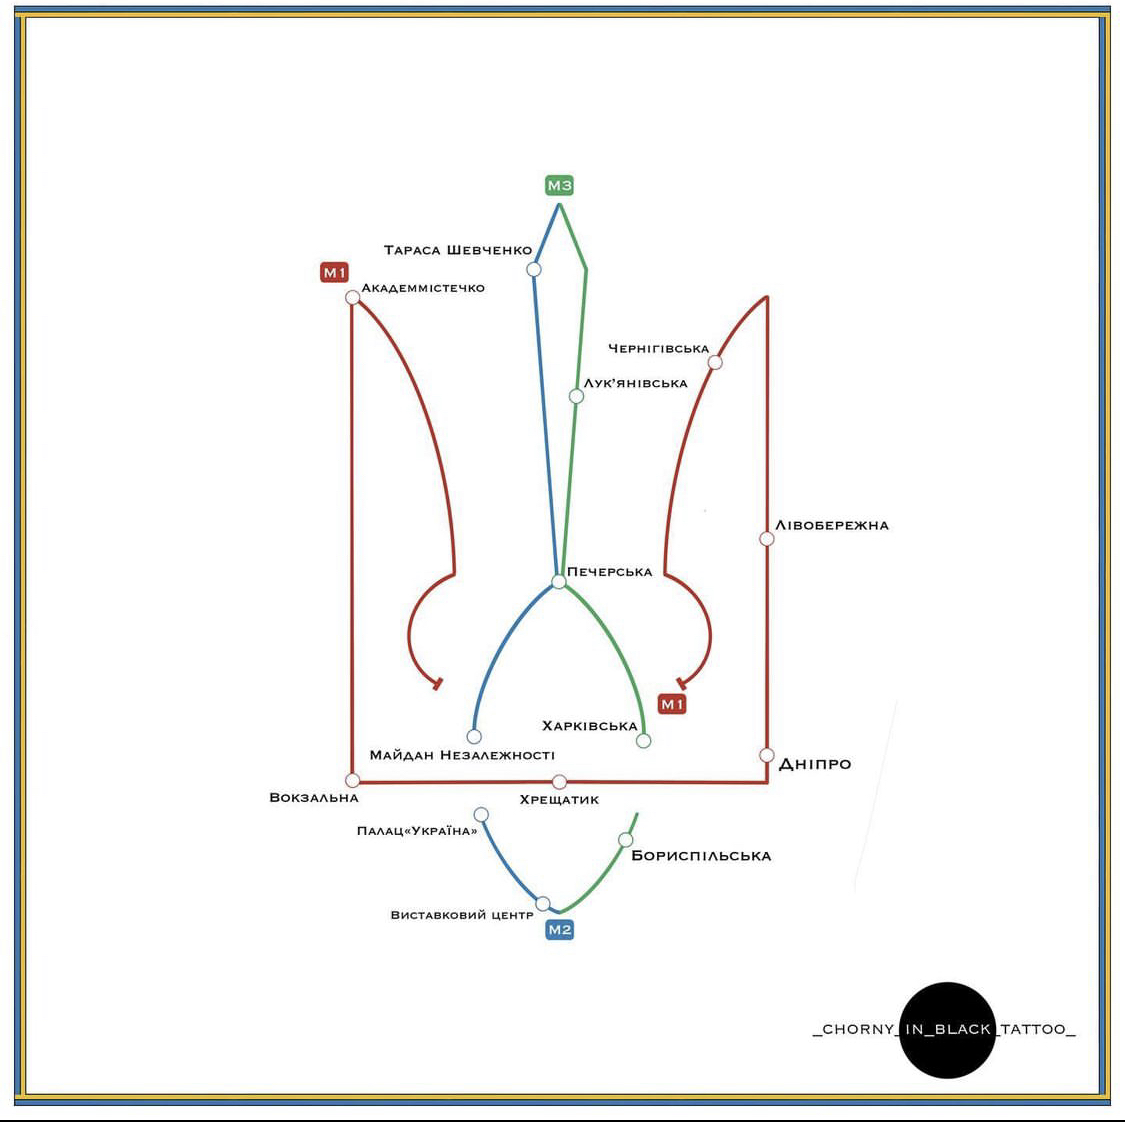 М3
Тараса Шевченко
М1
Академмістечко
Чернігівська
Лук'янівська
Лівобережна
Печерська
М1
Харківська
Майдан Незалежності
Дніпро
Вокзальна
Хрещатик
Палац«Україна»
Бориспільська
Виставковий центр
М2
_CHORNY_IN_BLACK_TATTOO_